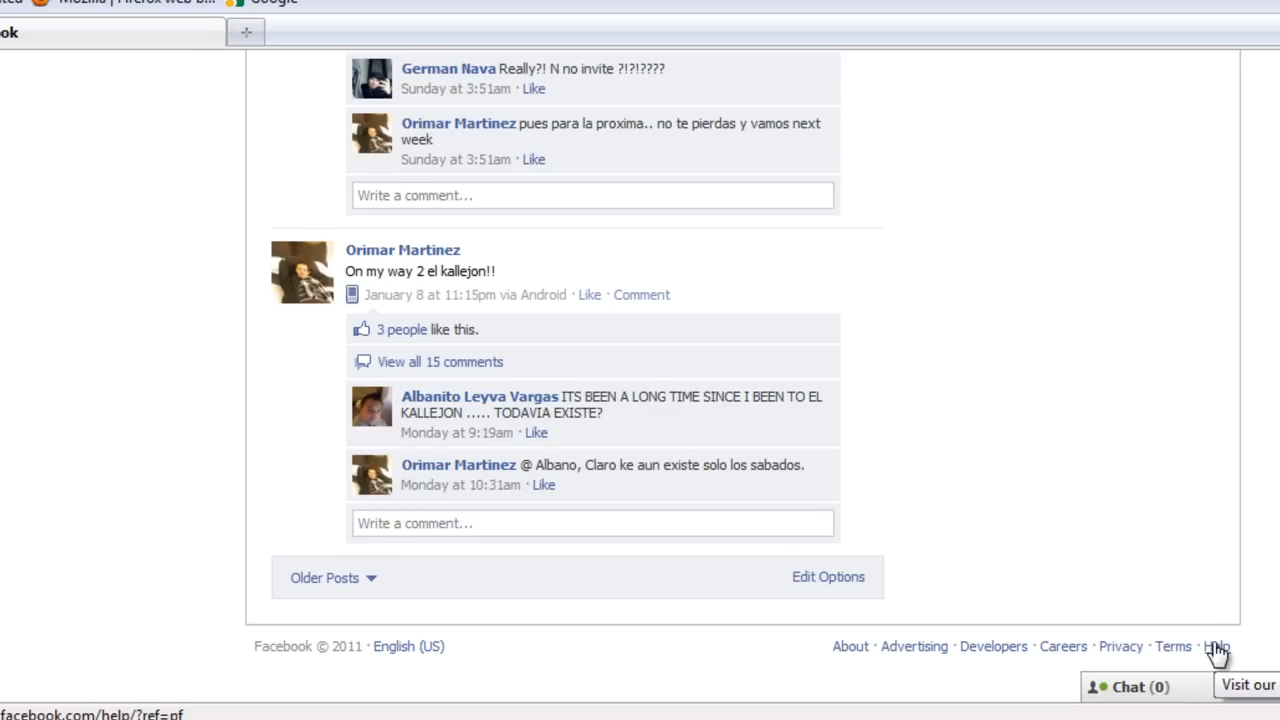 Mozilla | Firefox web b...
Google
ok
German Nava Really?! N no invite ?!?!????
Sunday at 3:51am · Like
Orimar Martinez pues para la proxima.. no te pierdas y vamos next
week
Sunday at 3:51am · Like
Write a comment...
Orimar Martinez
On my way 2 el kallejon!!
January 8 at 11:15pm via Android · Like · Comment
3 people like this.
View all 15 comments
Albanito Leyva Vargas ITS BEEN A LONG TIME SINCE I BEEN TO EL
KALLEJON ..... TODAVIA EXISTE?
Monday at 9:19am · Like
Orimar Martinez @ Albano, Claro ke aun existe solo los sabados.
Monday at 10:31am · Like
Write a comment...
Older Posts
Edit Options
Facebook © 2011 · English (US)
About · Advertising · Developers · Careers · Privacy · Terms · Help
Chat (0)
Visit our
facebook.com/help/?ref=pf